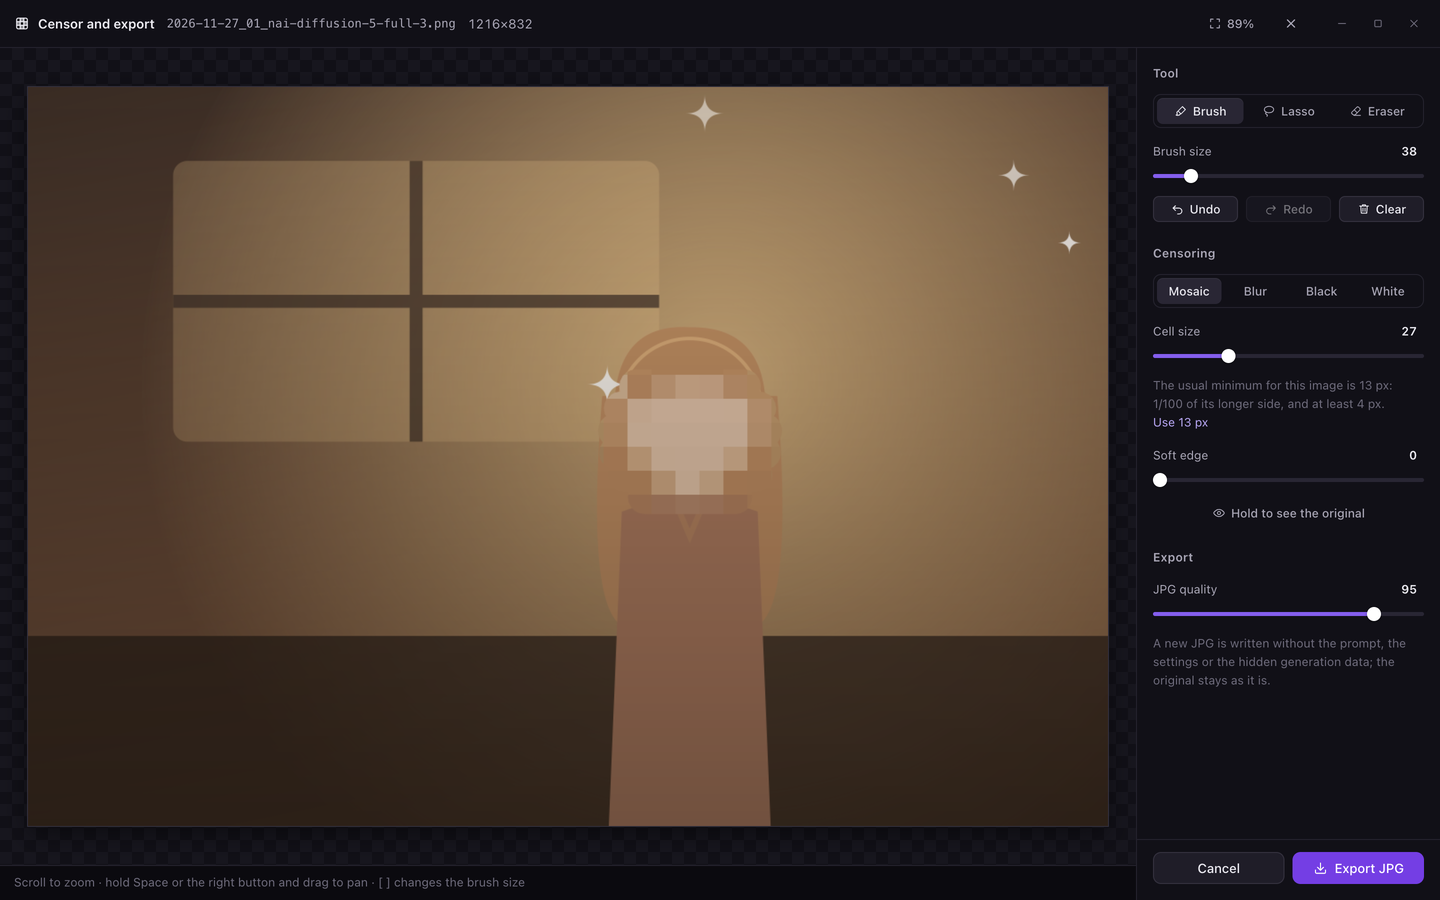 Censor and export 2026-11-27_01_nai-diffusion-5-full-3.png 1216×832 89%
Tool
Brush Lasso Eraser
Brush size 38
Undo Redo Clear
Censoring
Mosaic Blur Black White
Cell size 27
The usual minimum for this image is 13 px:
1/100 of its longer side, and at least 4 px.
Use 13 px
Soft edge 0
Hold to see the original
Export
JPG quality 95
A new JPG is written without the prompt, the
settings or the hidden generation data; the
original stays as it is.
Cancel Export JPG
Scroll to zoom · hold Space or the right button and drag to pan · [ ] changes the brush size